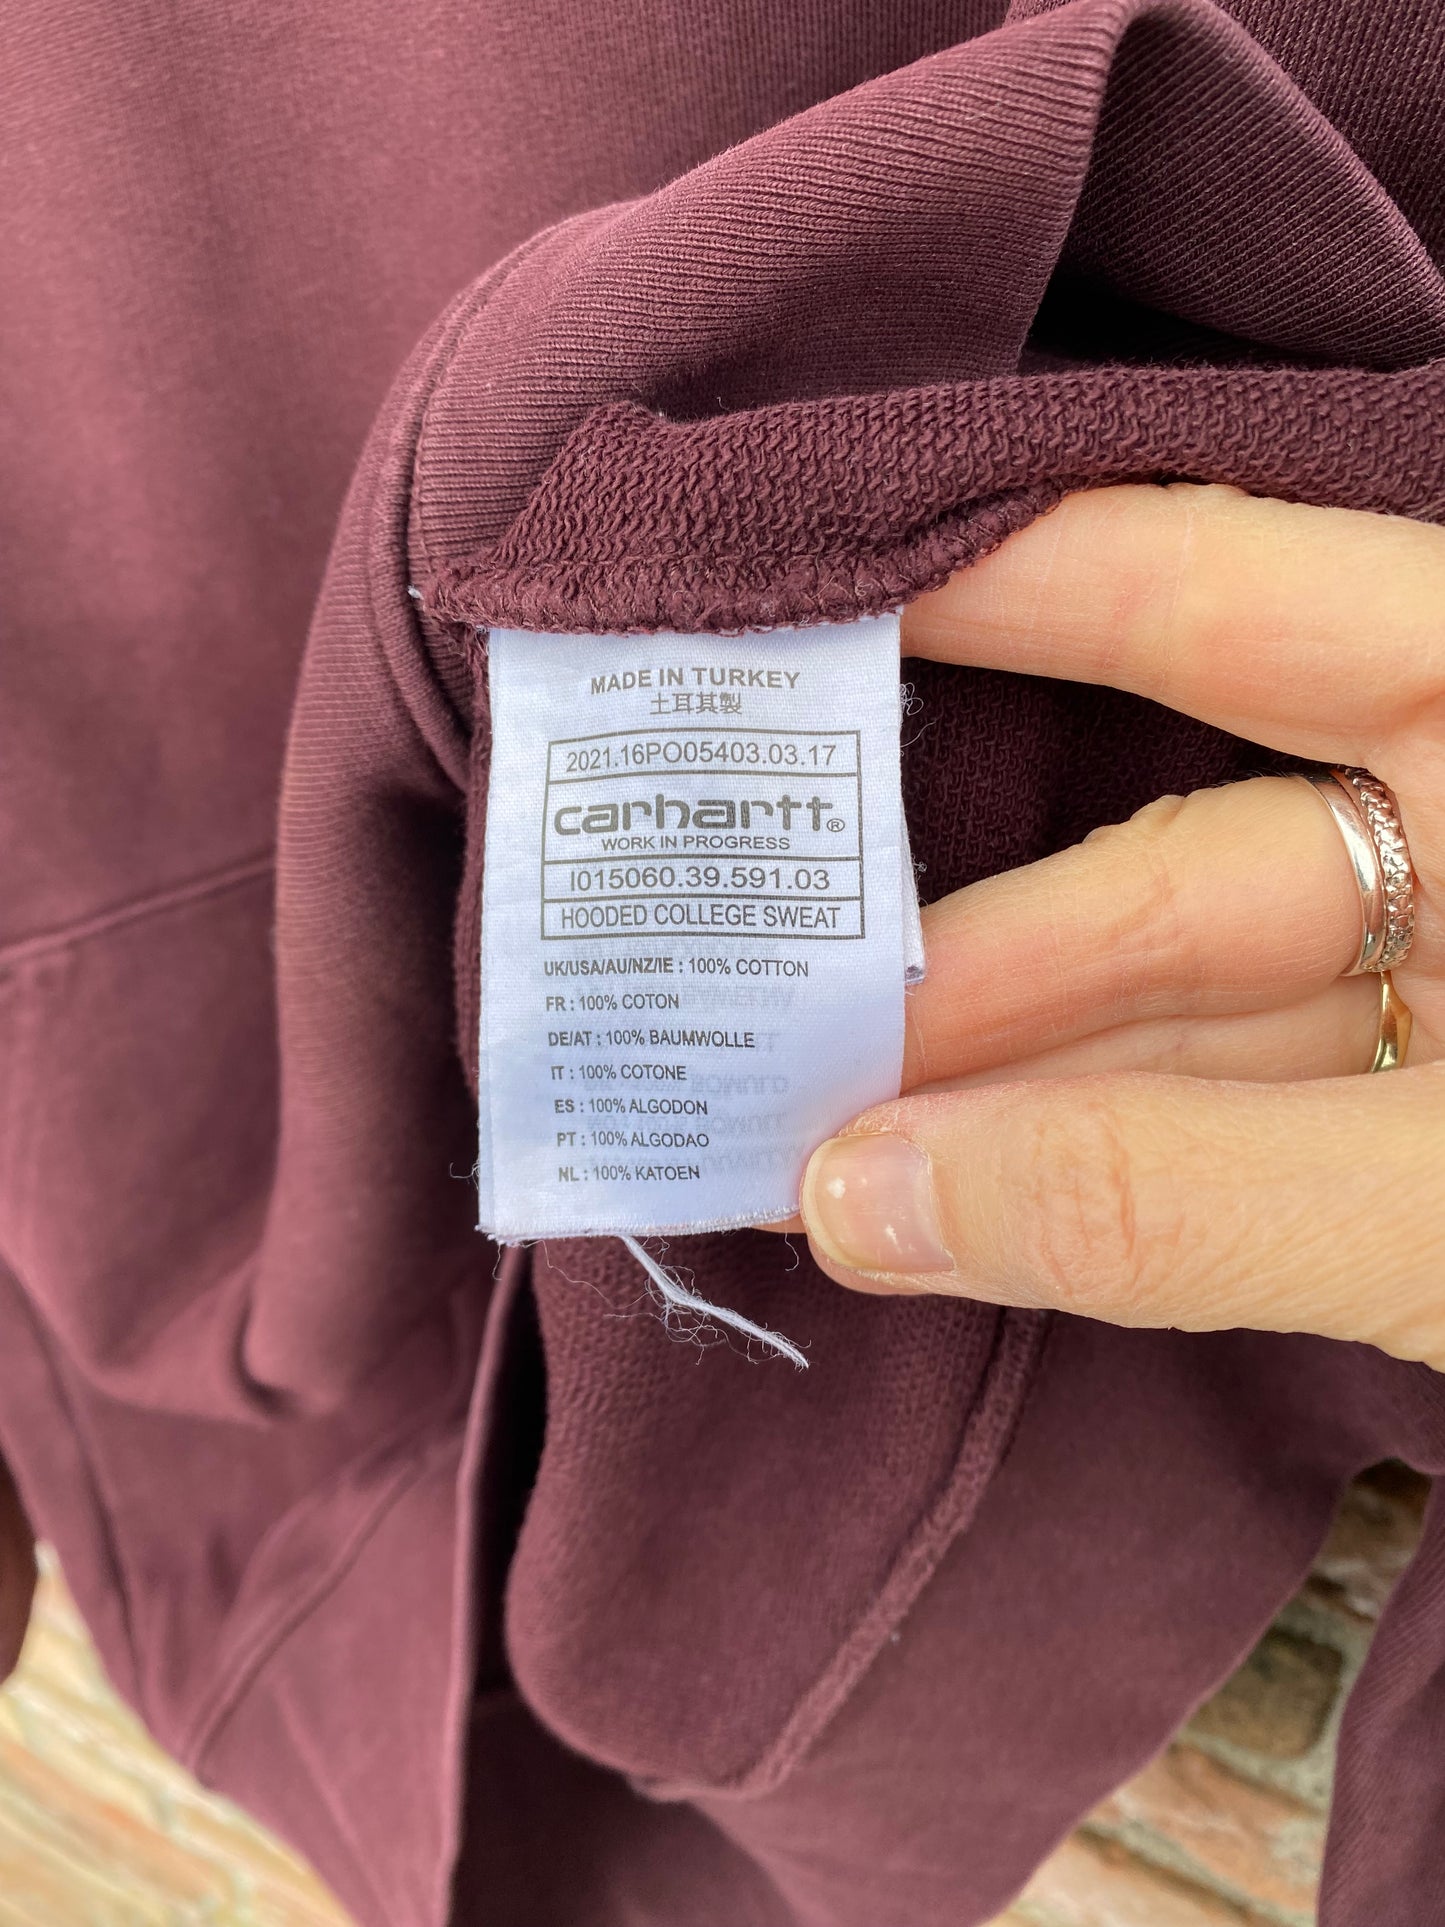 MADE IN TURKEY
土耳其製
2021.16PO05403.03.17
carhartt®
WORK IN PROGRESS
I015060.39.591.03
HOODED COLLEGE SWEAT
UK/USA/AU/NZ/IE : 100% COTTON
FR : 100% COTON
DE/AT : 100% BAUMWOLLE
IT : 100% COTONE
ES : 100% ALGODON
PT : 100% ALGODAO
NL : 100% KATOEN